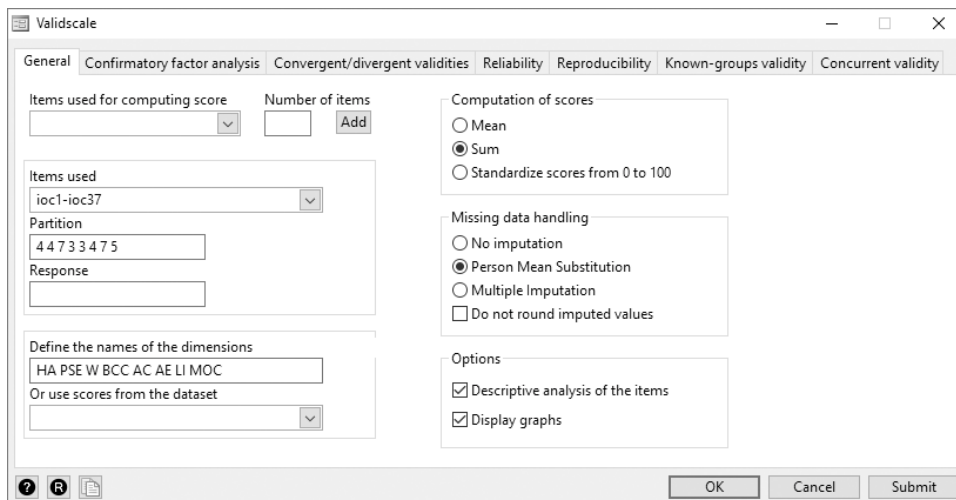 Validscale
General Confirmatory factor analysis Convergent/divergent validities Reliability Reproducibility Known-groups validity Concurrent validity
Items used for computing score Number of items
Add
Items used
ioc1-ioc37
Partition
4 4 7 3 3 4 7 5
Response
Define the names of the dimensions
HA PSE W BCC AC AE LI MOC
Or use scores from the dataset
Computation of scores
Mean
Sum
Standardize scores from 0 to 100
Missing data handling
No imputation
Person Mean Substitution
Multiple Imputation
Do not round imputed values
Options
Descriptive analysis of the items
Display graphs
? R OK Cancel Submit